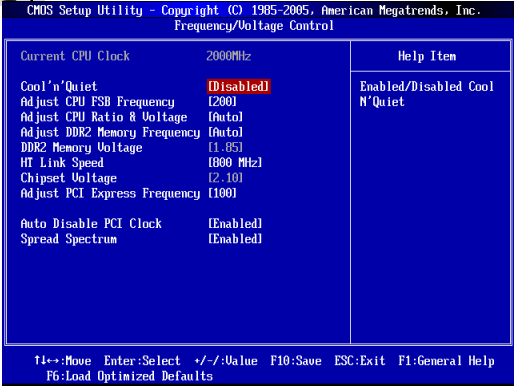 CMOS Setup Utility - Copyright (C) 1985-2005, American Megatrends, Inc.
Frequency/Voltage Control
Current CPU Clock 2000MHz
Help Item
Cool'n'Quiet [Disabled]
Enabled/Disabled Cool
Adjust CPU FSB Frequency [200]
N'Quiet
Adjust CPU Ratio & Voltage [Auto]
Adjust DDR2 Memory Frequency [Auto]
DDR2 Memory Voltage [1.85]
HT Link Speed [800 MHz]
Chipset Voltage [2.10]
Adjust PCI Express Frequency [100]
Auto Disable PCI Clock [Enabled]
Spread Spectrum [Enabled]
↑↓↔:Move Enter:Select +/-/:Value F10:Save ESC:Exit F1:General Help
F6:Load Optimized Defaults